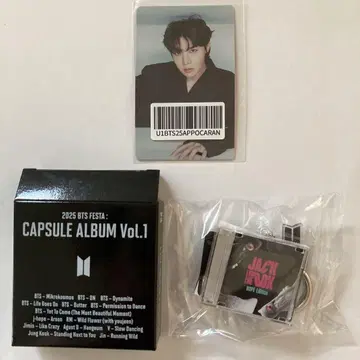 U1BTS25APPOCARAN
2025 BTS FESTA :
CAPSULE ALBUM Vol.1
BTS - Mikrokosmos BTS - ON BTS - Dynamite
BTS - Life Goes On BTS - Butter BTS - Permission to Dance
BTS - Yet To Come (The Most Beautiful Moment)
j-hope - Arson RM - Wild Flower (with youjeen)
Jimin - Like Crazy Agust D - Haegeum V - Slow Dancing
Jung Kook - Standing Next to You Jin - Running Wild
JACK